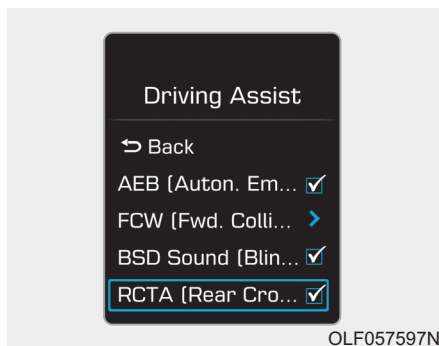 Driving Assist
Back
AEB (Auton. Em...
FCW (Fwd. Colli...
BSD Sound (Blin...
RCTA (Rear Cro...
OLF057597N